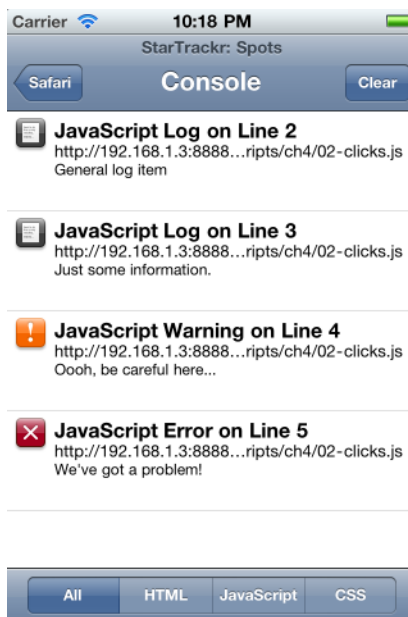 Carrier 10:18 PM
StarTrackr: Spots
Safari Console Clear
JavaScript Log on Line 2
http://192.168.1.3:8888...ripts/ch4/02-clicks.js
General log item
JavaScript Log on Line 3
http://192.168.1.3:8888...ripts/ch4/02-clicks.js
Just some information.
JavaScript Warning on Line 4
http://192.168.1.3:8888...ripts/ch4/02-clicks.js
Oooh, be careful here...
JavaScript Error on Line 5
http://192.168.1.3:8888...ripts/ch4/02-clicks.js
We've got a problem!
All HTML JavaScript CSS